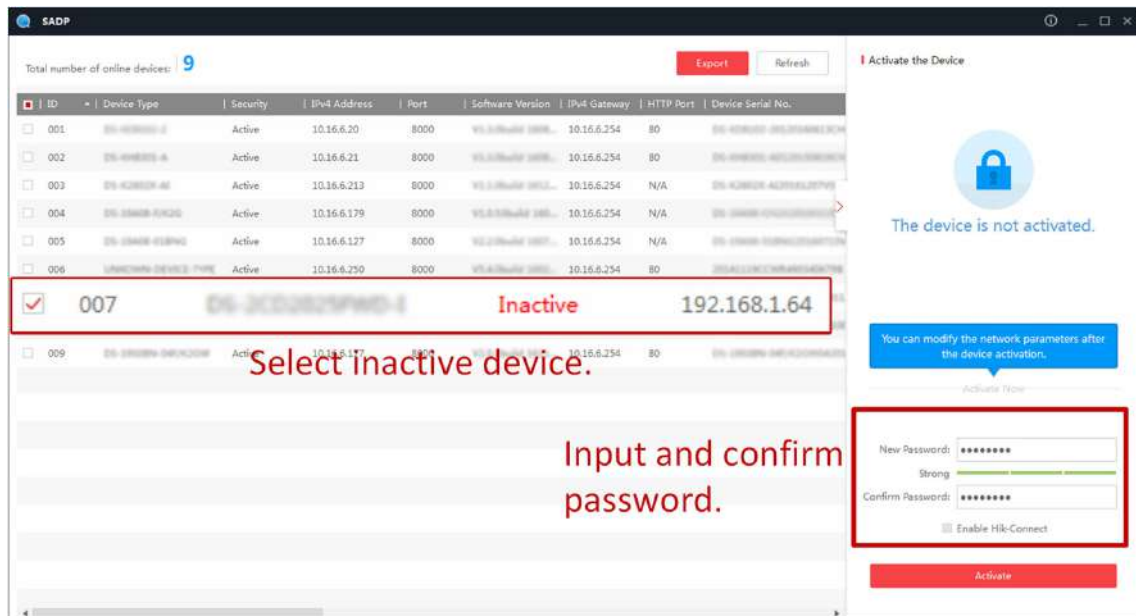 SADP
Total number of online devices: 9
Export
Refresh
ID Device Type Security IPv4 Address Port Software Version IPv4 Gateway HTTP Port Device Serial No.
001 Active 10.16.6.20 8000 10.16.6.254 80
002 Active 10.16.6.21 8000 10.16.6.254 80
003 Active 10.16.6.213 8000 10.16.6.254 N/A
004 Active 10.16.6.179 8000 10.16.6.254 N/A
005 Active 10.16.6.127 8000 10.16.6.254 N/A
006 Active 10.16.6.250 8000 10.16.6.254 80
007 Inactive 192.168.1.64
009 10.16.6.254 80
Select inactive device.
Input and confirm
password.
Activate the Device
The device is not activated.
You can modify the network parameters after
the device activation.
Activate Now
New Password: ••••••••
Strong
Confirm Password: ••••••••
Enable Hik-Connect
Activate